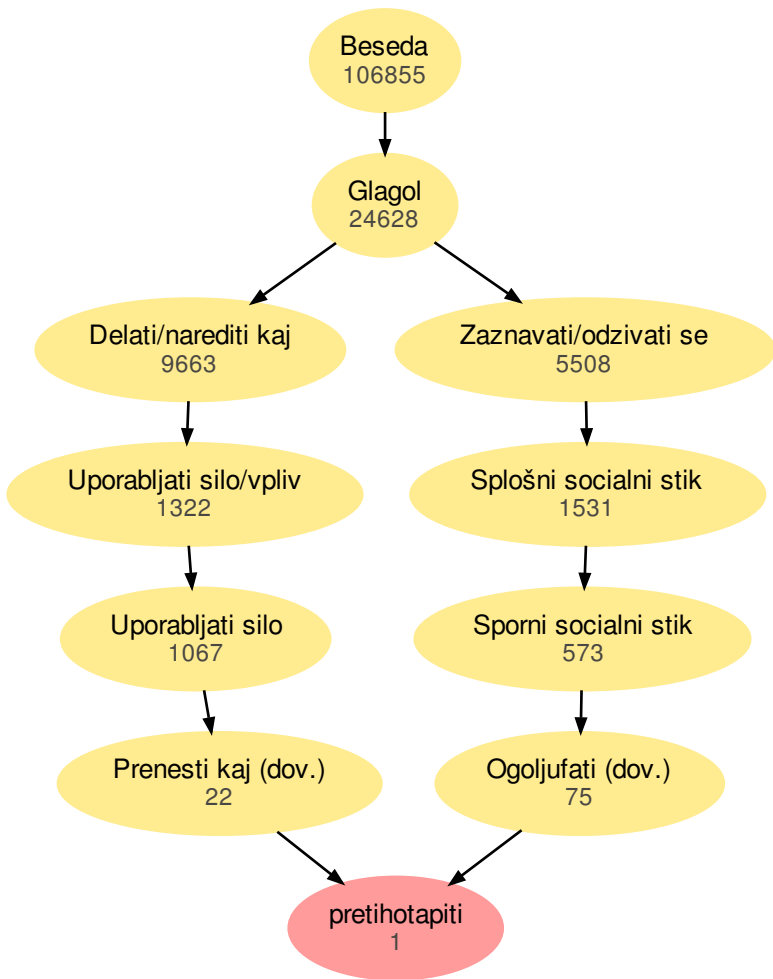 Beseda
106855
Glagol
24628
Delati/narediti kaj
9663
Zaznavati/odzivati se
5508
Uporabljati silo/vpliv
1322
Splošni socialni stik
1531
Uporabljati silo
1067
Sporni socialni stik
573
Prenesti kaj (dov.)
22
Ogoljufati (dov.)
75
pretihotapiti
1